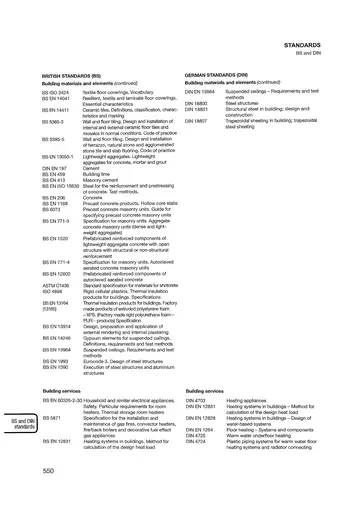 STANDARDS
BS and DIN
BRITISH STANDARDS (BS)
Building materials and elements (continued)
BS ISO 2424 Textile floor coverings. Vocabulary
BS EN 14041 Resilient, textile and laminate floor coverings.
Essential characteristics
BS EN 14411 Ceramic tiles. Definitions, classification, charac-
teristics and marking.
BS 5385-3 Wall and floor tiling. Design and installation of
internal and external ceramic floor tiles and
mosaics in normal conditions. Code of practice
BS 5385-5 Wall and floor tiling. Design and installation
of terrazzo, natural stone and agglomerated
stone tile and slab flooring. Code of practice
BS EN 13055-1 Lightweight aggregates. Lightweight
aggregates for concrete, mortar and grout
DIN EN 197 Cement
BS EN 459 Building lime
BS EN 413 Masonry cement
BS EN ISO 15630 Steel for the reinforcement and prestressing
of concrete. Test methods.
BS EN 206 Concrete
BS EN 1168 Precast concrete products. Hollow core slabs
BS 6073 Precast concrete masonry units. Guide for
specifying precast concrete masonry units
BS EN 771-3 Specification for masonry units. Aggregate
concrete masonry units (dense and light-
weight aggregates)
BS EN 1520 Prefabricated reinforced components of
lightweight aggregate concrete with open
structure with structural or non-structural
reinforcement
BS EN 771-4 Specification for masonry units. Autoclaved
aerated concrete masonry units
BS EN 12602 Prefabricated reinforced components of
autoclaved aerated concrete
ASTM C1436 Standard specification for materials for shotcrete
ISO 4898 Rigid cellular plastics. Thermal insulation
products for buildings. Specifications
BS EN 13164 Thermal insulation products for buildings. Factory
(13165) made products of extruded polystyrene foam
–XPS. (Factory made rigid polyurethane foam –
PUR – products) Specification
BS EN 13914 Design, preparation and application of
external rendering and internal plastering
BS EN 14246 Gypsum elements for suspended ceilings.
Definitions, requirements and test methods
BS EN 13964 Suspended ceilings. Requirements and test
methods
BS EN 1993 Eurocode 3. Design of steel structures
BS EN 1090 Execution of steel structures and aluminium
structures
Building services
BS EN 60335-2-30 Household and similar electrical appliances.
Safety. Particular requirements for room
heaters. Thermal storage room heaters
BS 5871 Specification for the installation and
maintenance of gas fires, convector heaters,
fire/back boilers and decorative fuel effect
gas appliances
BS EN 12831 Heating systems in buildings. Method for
calculation of the design heat load
GERMAN STANDARDS (DIN)
Building materials and elements (continued)
DIN EN 13964 Suspended ceilings – Requirements and test
methods
DIN 18800 Steel structures
DIN 18801 Structural steel in building; design and
construction
DIN 18807 Trapezoidal sheeting in building; trapezoidal
steel sheeting
Building services
DIN 4703 Heating appliances
DIN EN 12831 Heating systems in buildings – Method for
calculation of the design heat load
DIN EN 12828 Heating systems in buildings – Design of
water-based systems
DIN EN 1264 Floor heating – Systems and components
DIN 4725 Warm water underfloor heating
DIN 4724 Plastic piping systems for warm water floor
heating systems and radiator connecting
BS and DIN
standards
550